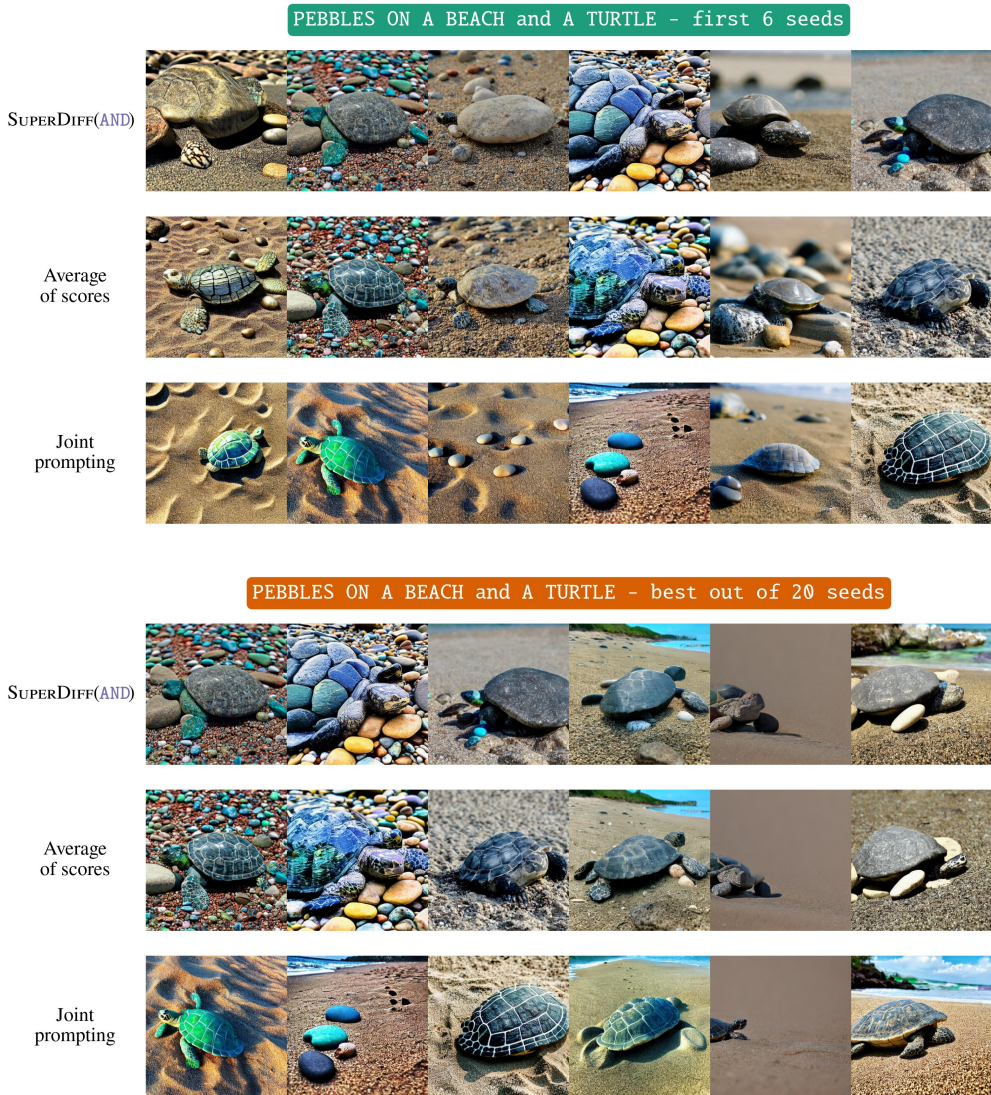 PEBBLES ON A BEACH and A TURTLE - first 6 seeds
SUPERDIFF(AND)
Average
of scores
Joint
prompting
PEBBLES ON A BEACH and A TURTLE - best out of 20 seeds
SUPERDIFF(AND)
Average
of scores
Joint
prompting